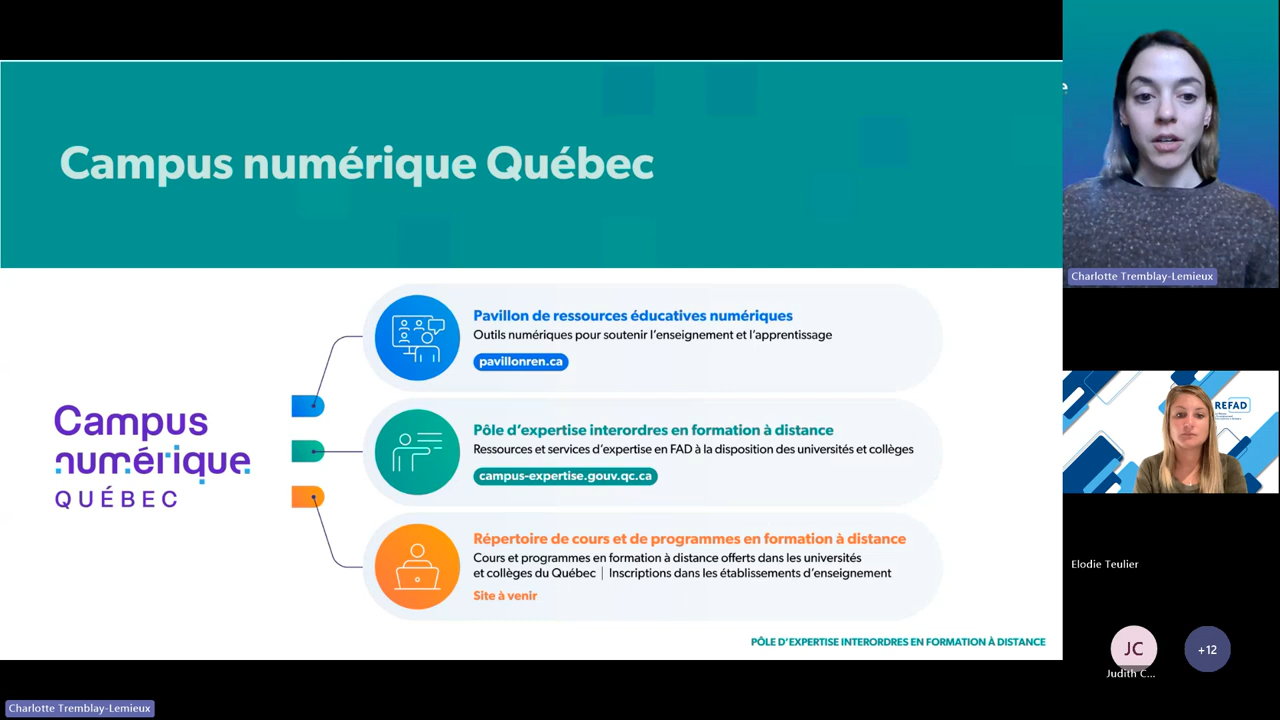 Campus numérique Québec
Campus
numérique
QUÉBEC
Pavillon de ressources éducatives numériques
Outils numériques pour soutenir l'enseignement et l'apprentissage
pavillonren.ca
Pôle d'expertise interordres en formation à distance
Ressources et services d'expertise en FAD à la disposition des universités et collèges
campus-expertise.gouv.qc.ca
Répertoire de cours et de programmes en formation à distance
Cours et programmes en formation à distance offerts dans les universités
et collèges du Québec | Inscriptions dans les établissements d'enseignement
Site à venir
PÔLE D'EXPERTISE INTERORDRES EN FORMATION À DISTANCE
Charlotte Tremblay-Lemieux
e
Charlotte Tremblay-Lemieux
REFAD
Elodie Teulier
JC
Judith C...
+12